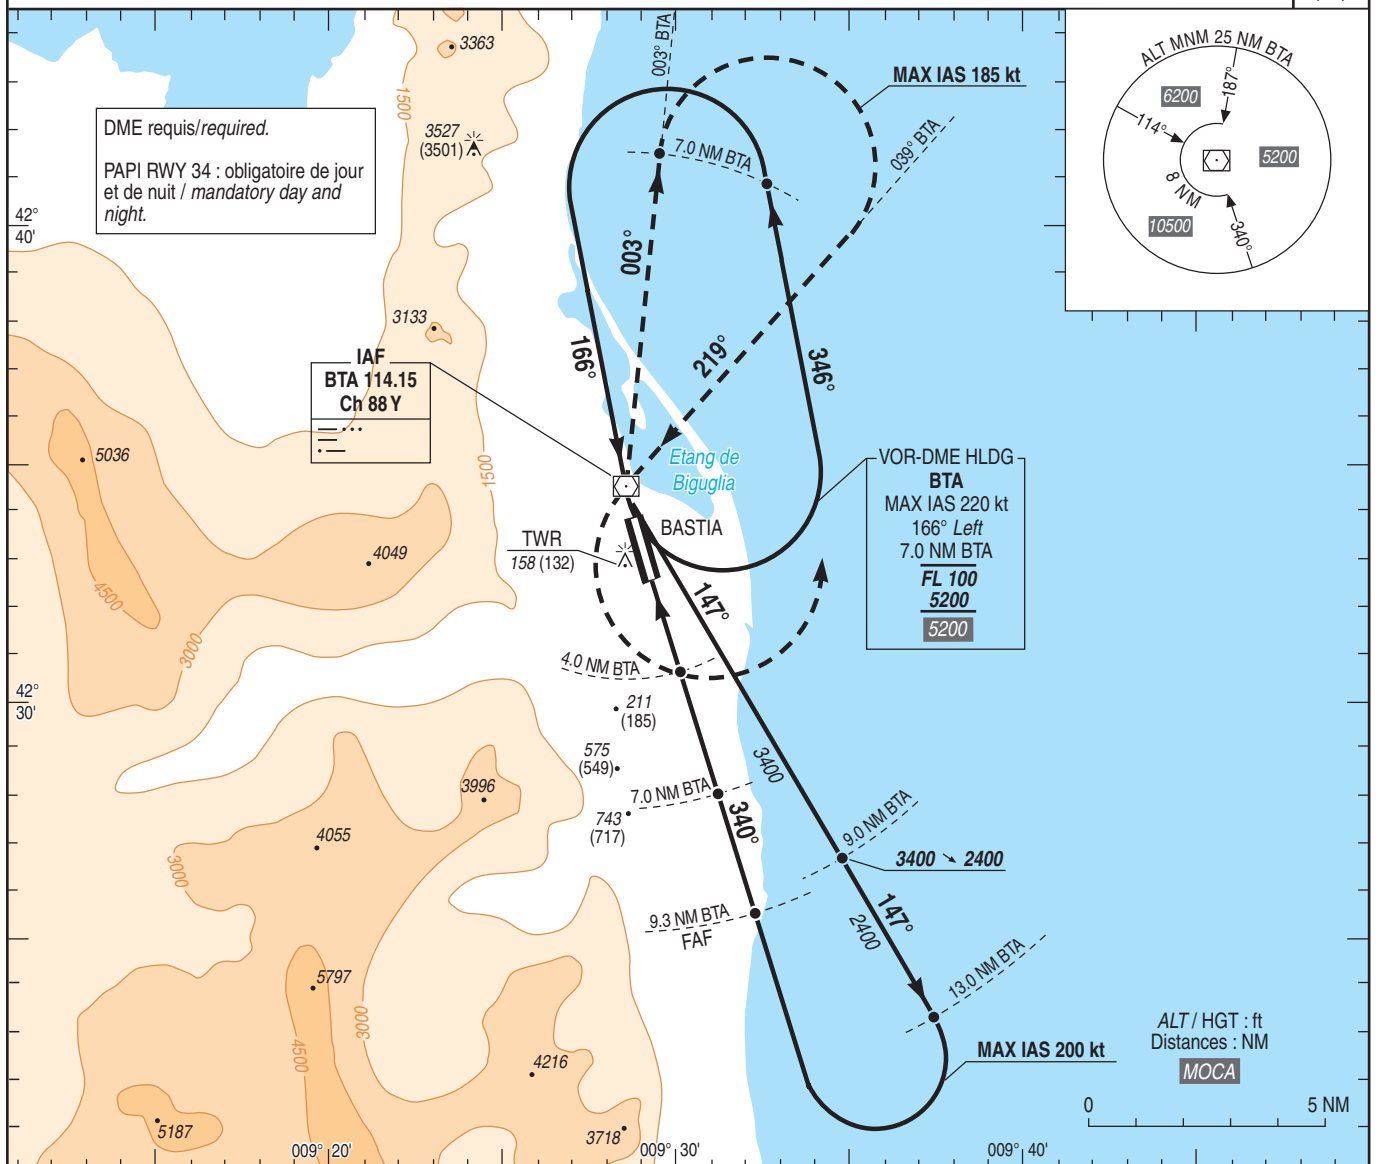 3363
003° BTA
MAX IAS 185 kt
ALT MNM 25 NM BTA
6200
187°
114°
5200
8 NM
10500
340°
DME requis/required.
PAPI RWY 34 : obligatoire de jour
et de nuit / mandatory day and
night.
1500
3527
(3501)
7.0 NM BTA
039° BTA
42°
40'
003°
3133
166°
219°
346°
IAF
BTA 114.15
Ch 88 Y
5036
1500
Etang de
Biguglia
VOR-DME HLDG
BTA
MAX IAS 220 kt
166° Left
7.0 NM BTA
FL 100
5200
5200
BASTIA
TWR
158 (132)
4049
4500
3000
147°
4.0 NM BTA
42°
30'
211
(185)
575
(549)
3400
3996
7.0 NM BTA
743
(717)
340°
9.0 NM BTA
4055
3000
3400 ↘ 2400
9.3 NM BTA
FAF
147°
2400
13.0 NM BTA
5797
3000
4500
4216
ALT / HGT : ft
Distances : NM
MOCA
MAX IAS 200 kt
0 5 NM
5187
3718
009° 20'
009° 30'
009° 40'